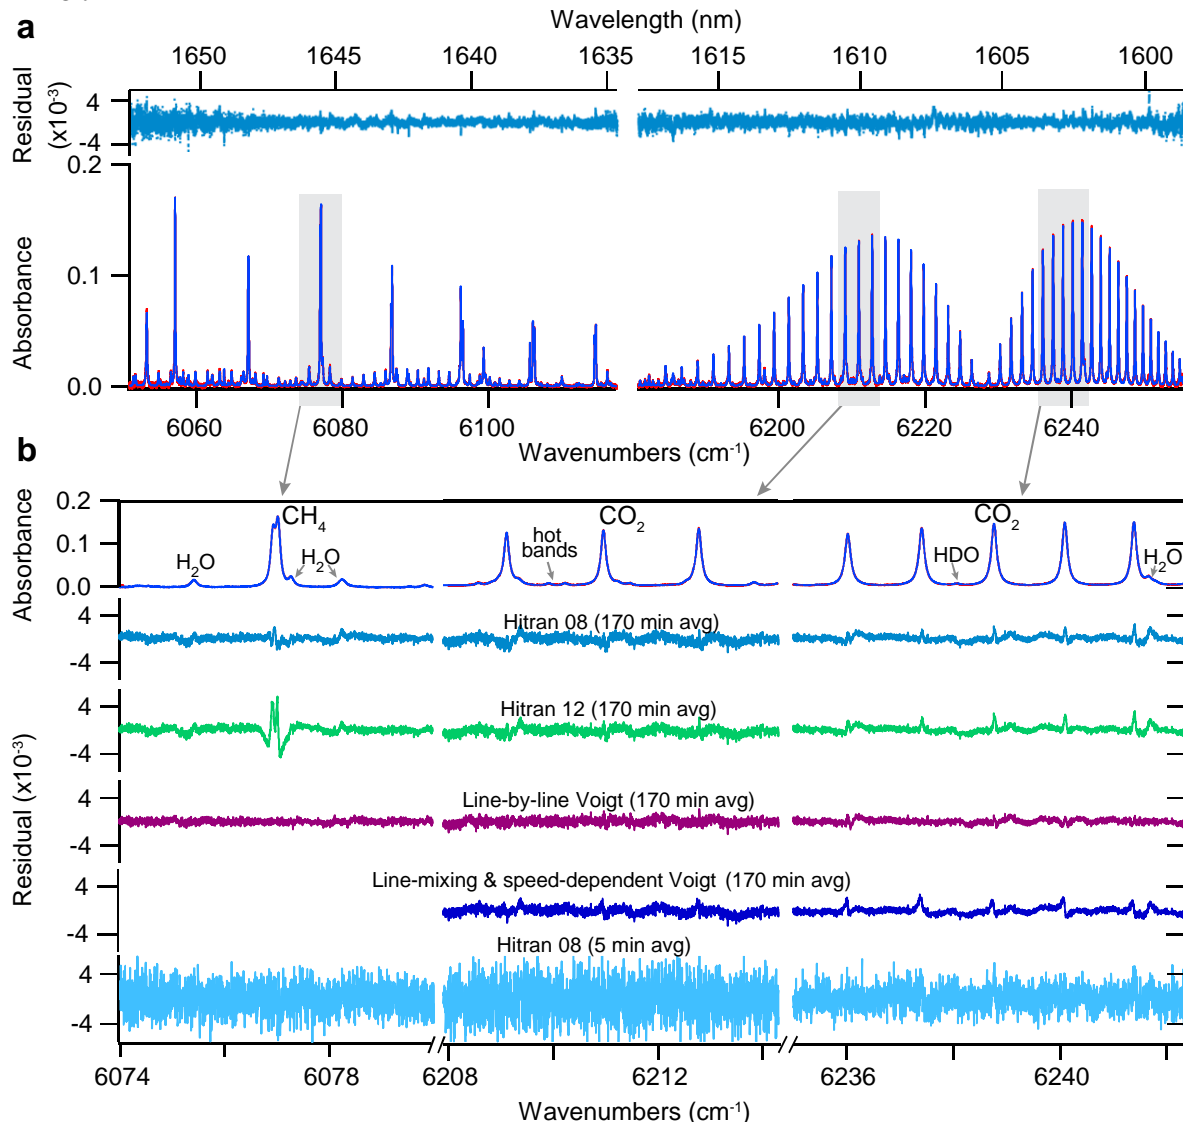 a
Wavelength (nm)
1650 1645 1640 1635 1615 1610 1605 1600
Residual
(x10⁻³)
4
-4
0.2
Absorbance
0.1
0.0
6060 6080 6100 6200 6220 6240
Wavenumbers (cm⁻¹)
b
Absorbance
0.2
0.1
0.0
CH₄
CO₂
CO₂
H₂O
H₂O
hot
bands
HDO
H₂O
Residual (x10⁻³)
Hitran 08 (170 min avg)
4
-4
Hitran 12 (170 min avg)
4
-4
Line-by-line Voigt (170 min avg)
4
-4
Line-mixing & speed-dependent Voigt (170 min avg)
4
-4
Hitran 08 (5 min avg)
4
-4
6074 6078 6208 6212 6236 6240
Wavenumbers (cm⁻¹)